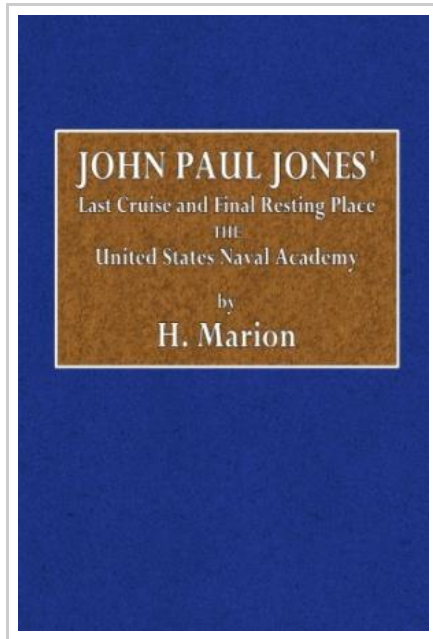 JOHN PAUL JONES'
Last Cruise and Final Resting Place
THE
United States Naval Academy
by
H. Marion